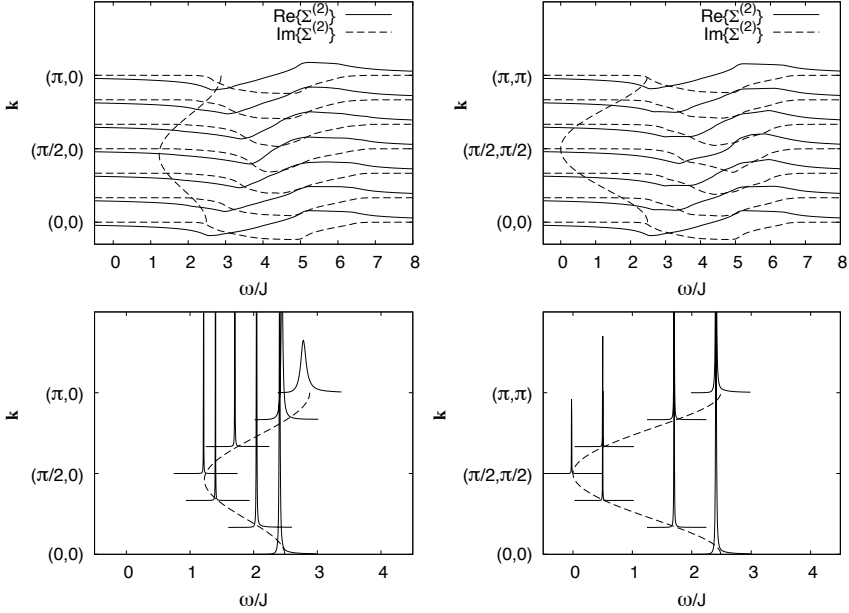 Re{Σ(2)}
Im{Σ(2)}
k
(π,0)
(π/2,0)
(0,0)
0 1 2 3 4 5 6 7 8
ω/J
Re{Σ(2)}
Im{Σ(2)}
k
(π,π)
(π/2,π/2)
(0,0)
0 1 2 3 4 5 6 7 8
ω/J
k
(π,0)
(π/2,0)
(0,0)
0 1 2 3 4
ω/J
k
(π,π)
(π/2,π/2)
(0,0)
0 1 2 3 4
ω/J